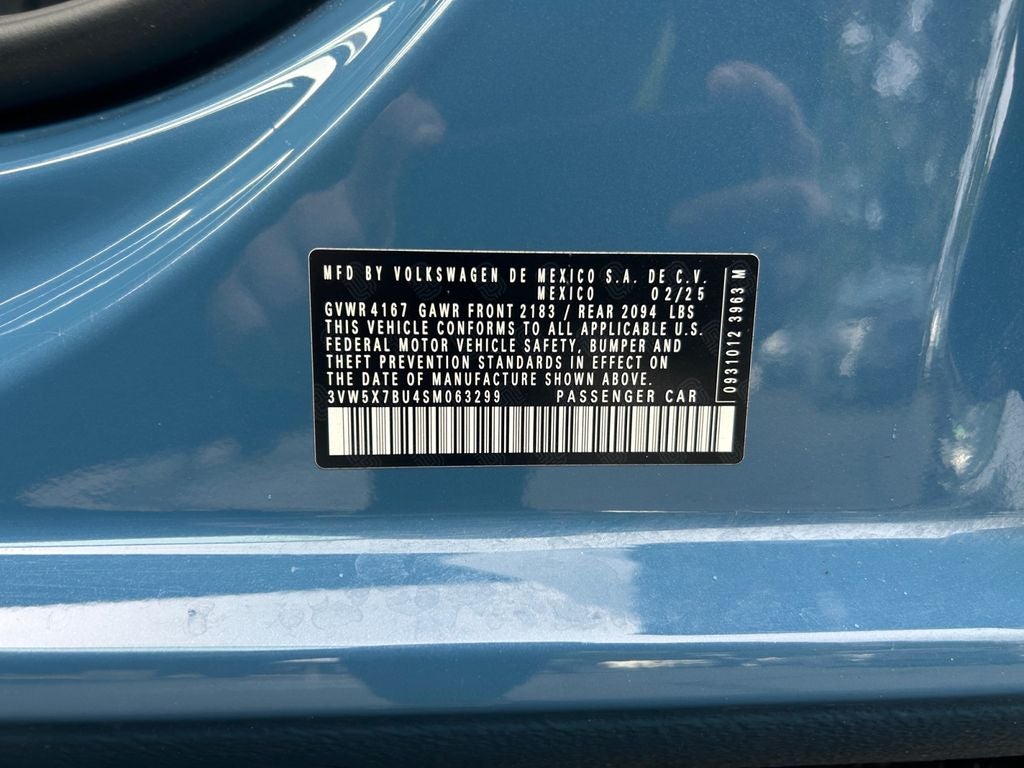 MFD BY VOLKSWAGEN DE MEXICO S.A. DE C.V.
MEXICO 02/25
GVWR 4167 GAWR FRONT 2183 / REAR 2094 LBS
THIS VEHICLE CONFORMS TO ALL APPLICABLE U.S.
FEDERAL MOTOR VEHICLE SAFETY, BUMPER AND
THEFT PREVENTION STANDARDS IN EFFECT ON
THE DATE OF MANUFACTURE SHOWN ABOVE.
3VW5X7BU4SM063299 PASSENGER CAR
0931012 3963 M